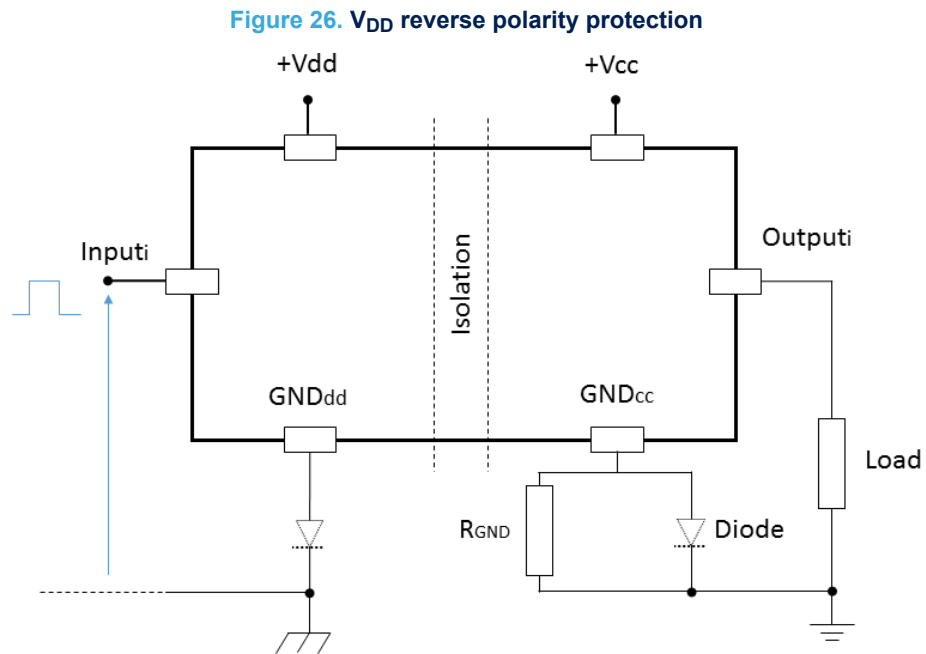 Figure 26. VDD reverse polarity protection
+Vdd
+Vcc
Inputi
Outputi
Isolation
GNDdd
GNDcc
Load
RGND
Diode